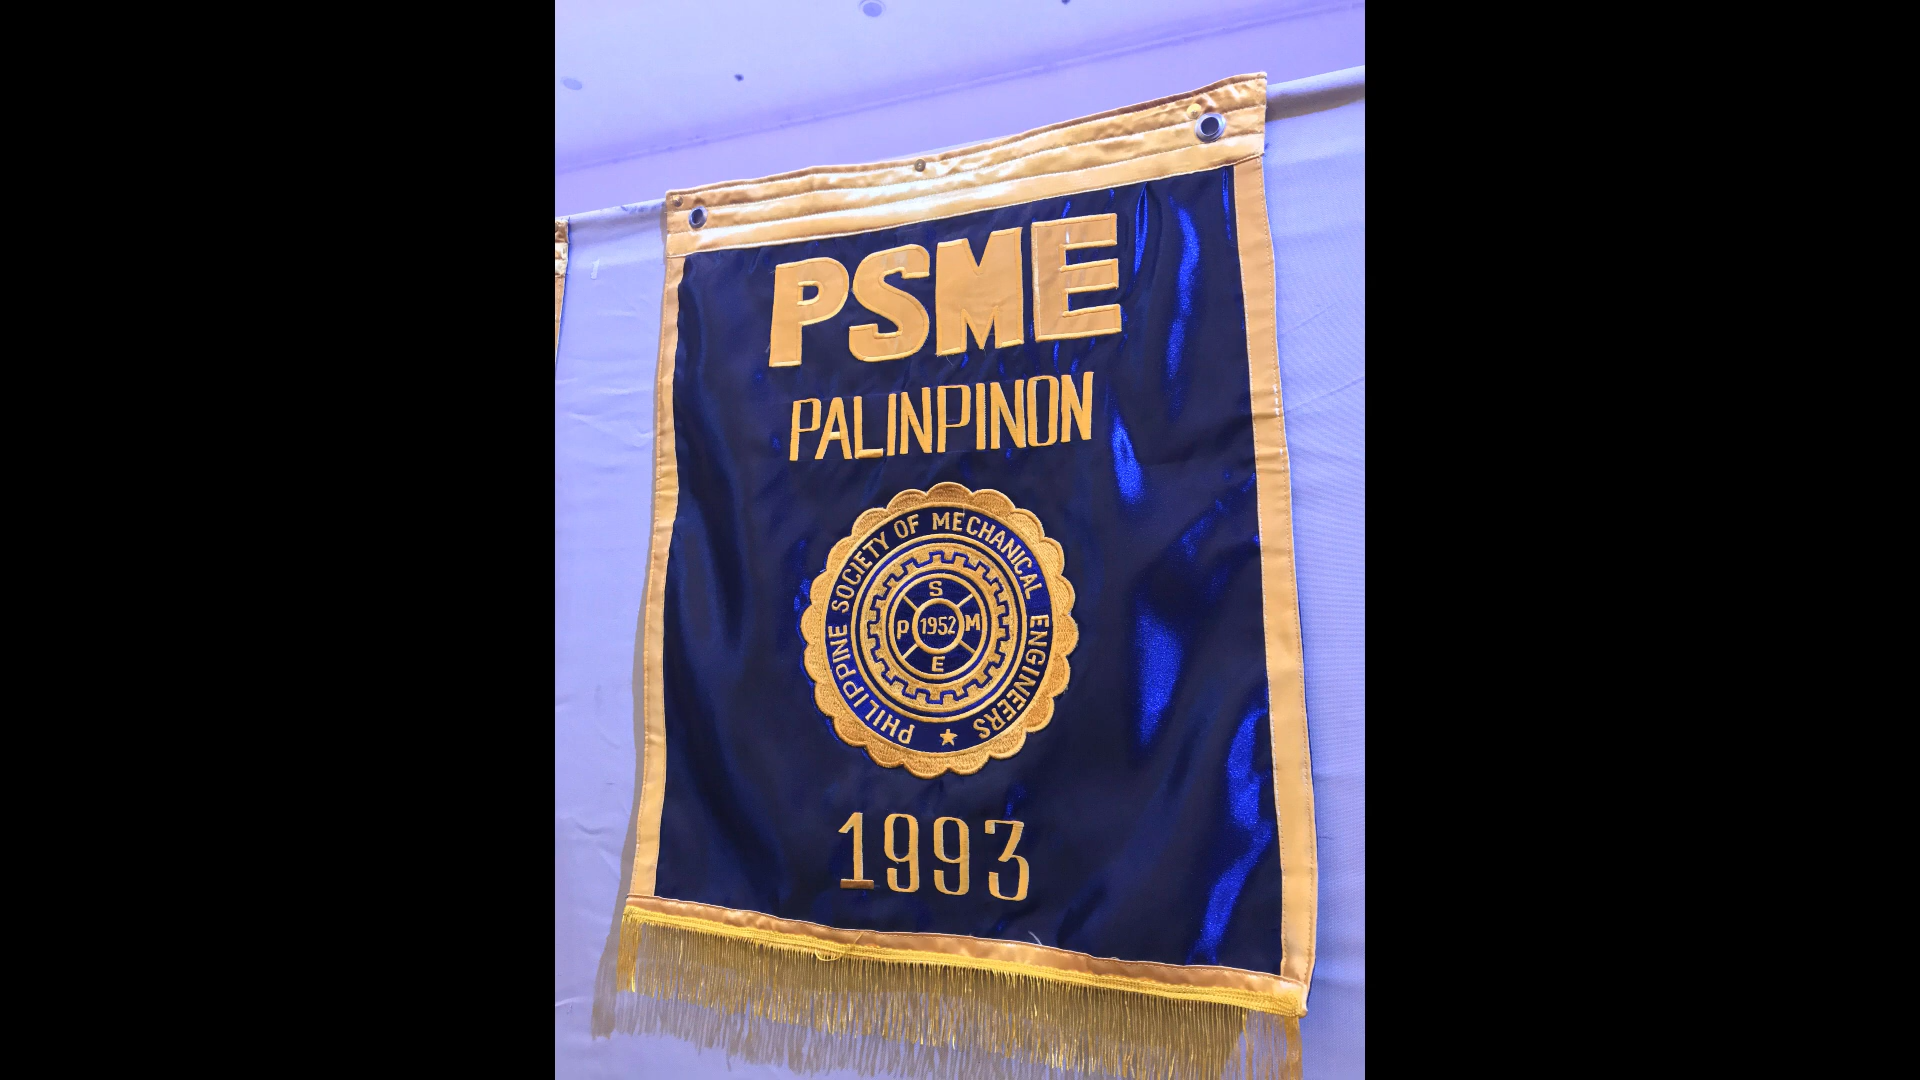 PSME
PALINPINON
PHILIPPINE SOCIETY OF MECHANICAL ENGINEERS
S
P 1952 M
E
1993